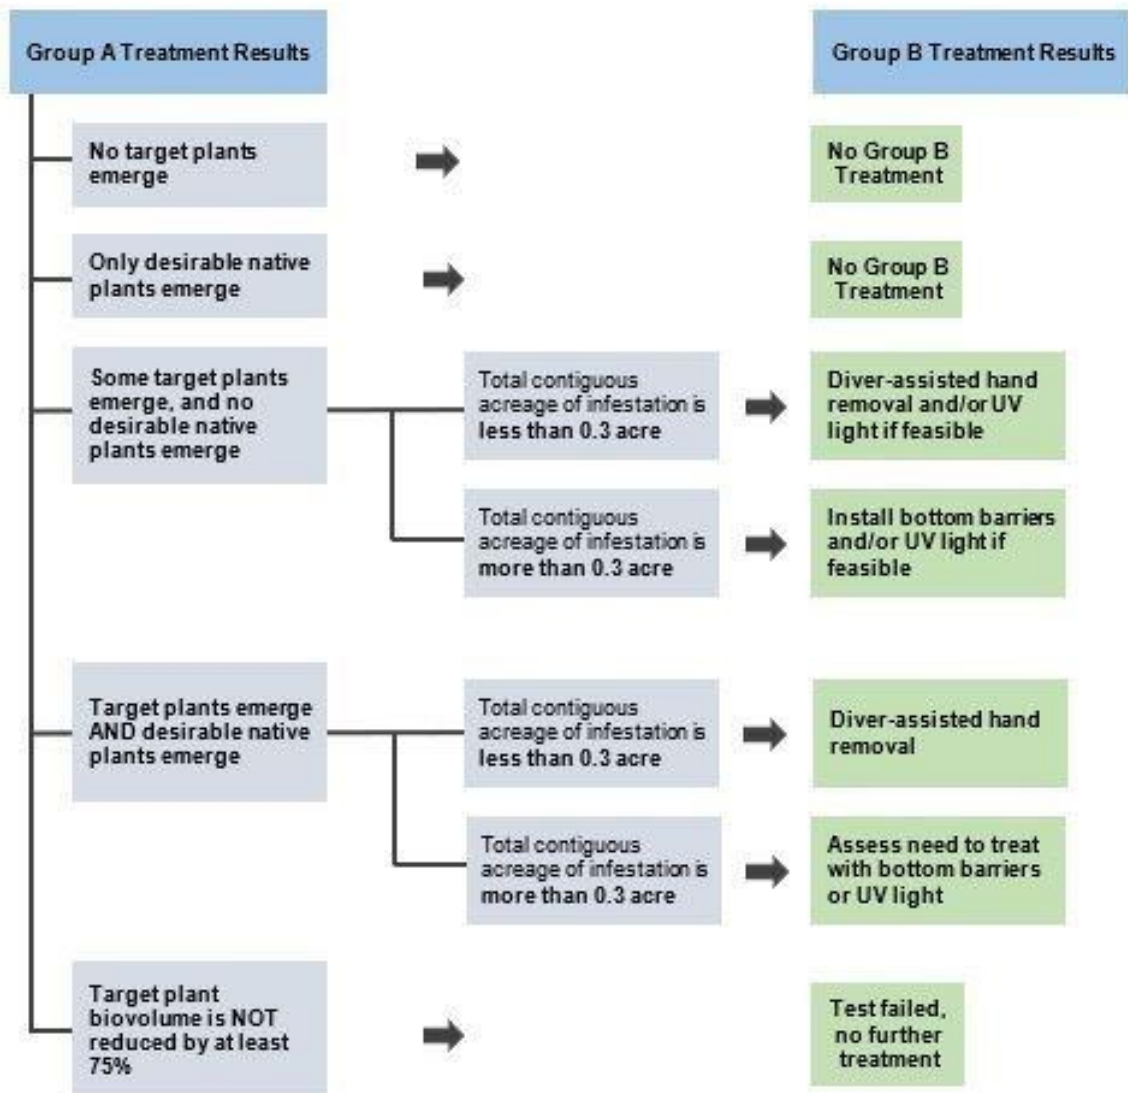 Group A Treatment Results
Group B Treatment Results
No target plants
emerge
No Group B
Treatment
Only desirable native
plants emerge
No Group B
Treatment
Some target plants
emerge, and no
desirable native
plants emerge
Total contiguous
acreage of infestation is
less than 0.3 acre
Diver-assisted hand
removal and/or UV
light if feasible
Total contiguous
acreage of infestation is
more than 0.3 acre
Install bottom barriers
and/or UV light if
feasible
Target plants emerge
AND desirable native
plants emerge
Total contiguous
acreage of infestation is
less than 0.3 acre
Diver-assisted hand
removal
Total contiguous
acreage of infestation is
more than 0.3 acre
Assess need to treat
with bottom barriers
or UV light
Target plant
biovolume is NOT
reduced by at least
75%
Test failed,
no further
treatment